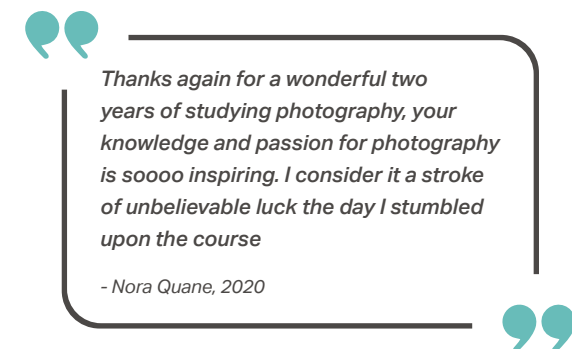 Thanks again for a wonderful two
years of studying photography, your
knowledge and passion for photography
is soooo inspiring. I consider it a stroke
of unbelievable luck the day I stumbled
upon the course
- Nora Quane, 2020